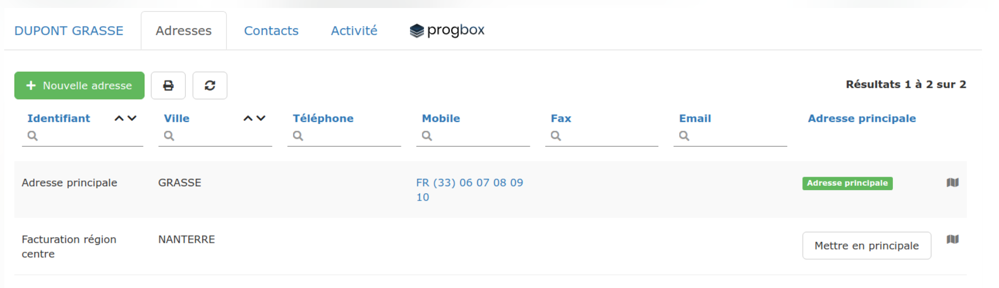 DUPONT GRASSE Adresses Contacts Activité progbox
Nouvelle adresse
Résultats 1 à 2 sur 2
Identifiant Ville Téléphone Mobile Fax Email Adresse principale
Adresse principale GRASSE FR (33) 06 07 08 09 Adresse principale
10
Facturation région NANTERRE Mettre en principale
centre